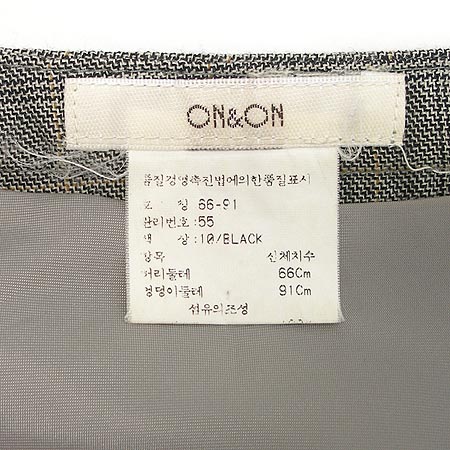 ON&ON
품질경영촉진법에의한품질표시
호 칭 66-91
관리번호:55
색 상:10/BLACK
항목 신체치수
허리둘레 66Cm
엉덩이둘레 91Cm
섬유의조성